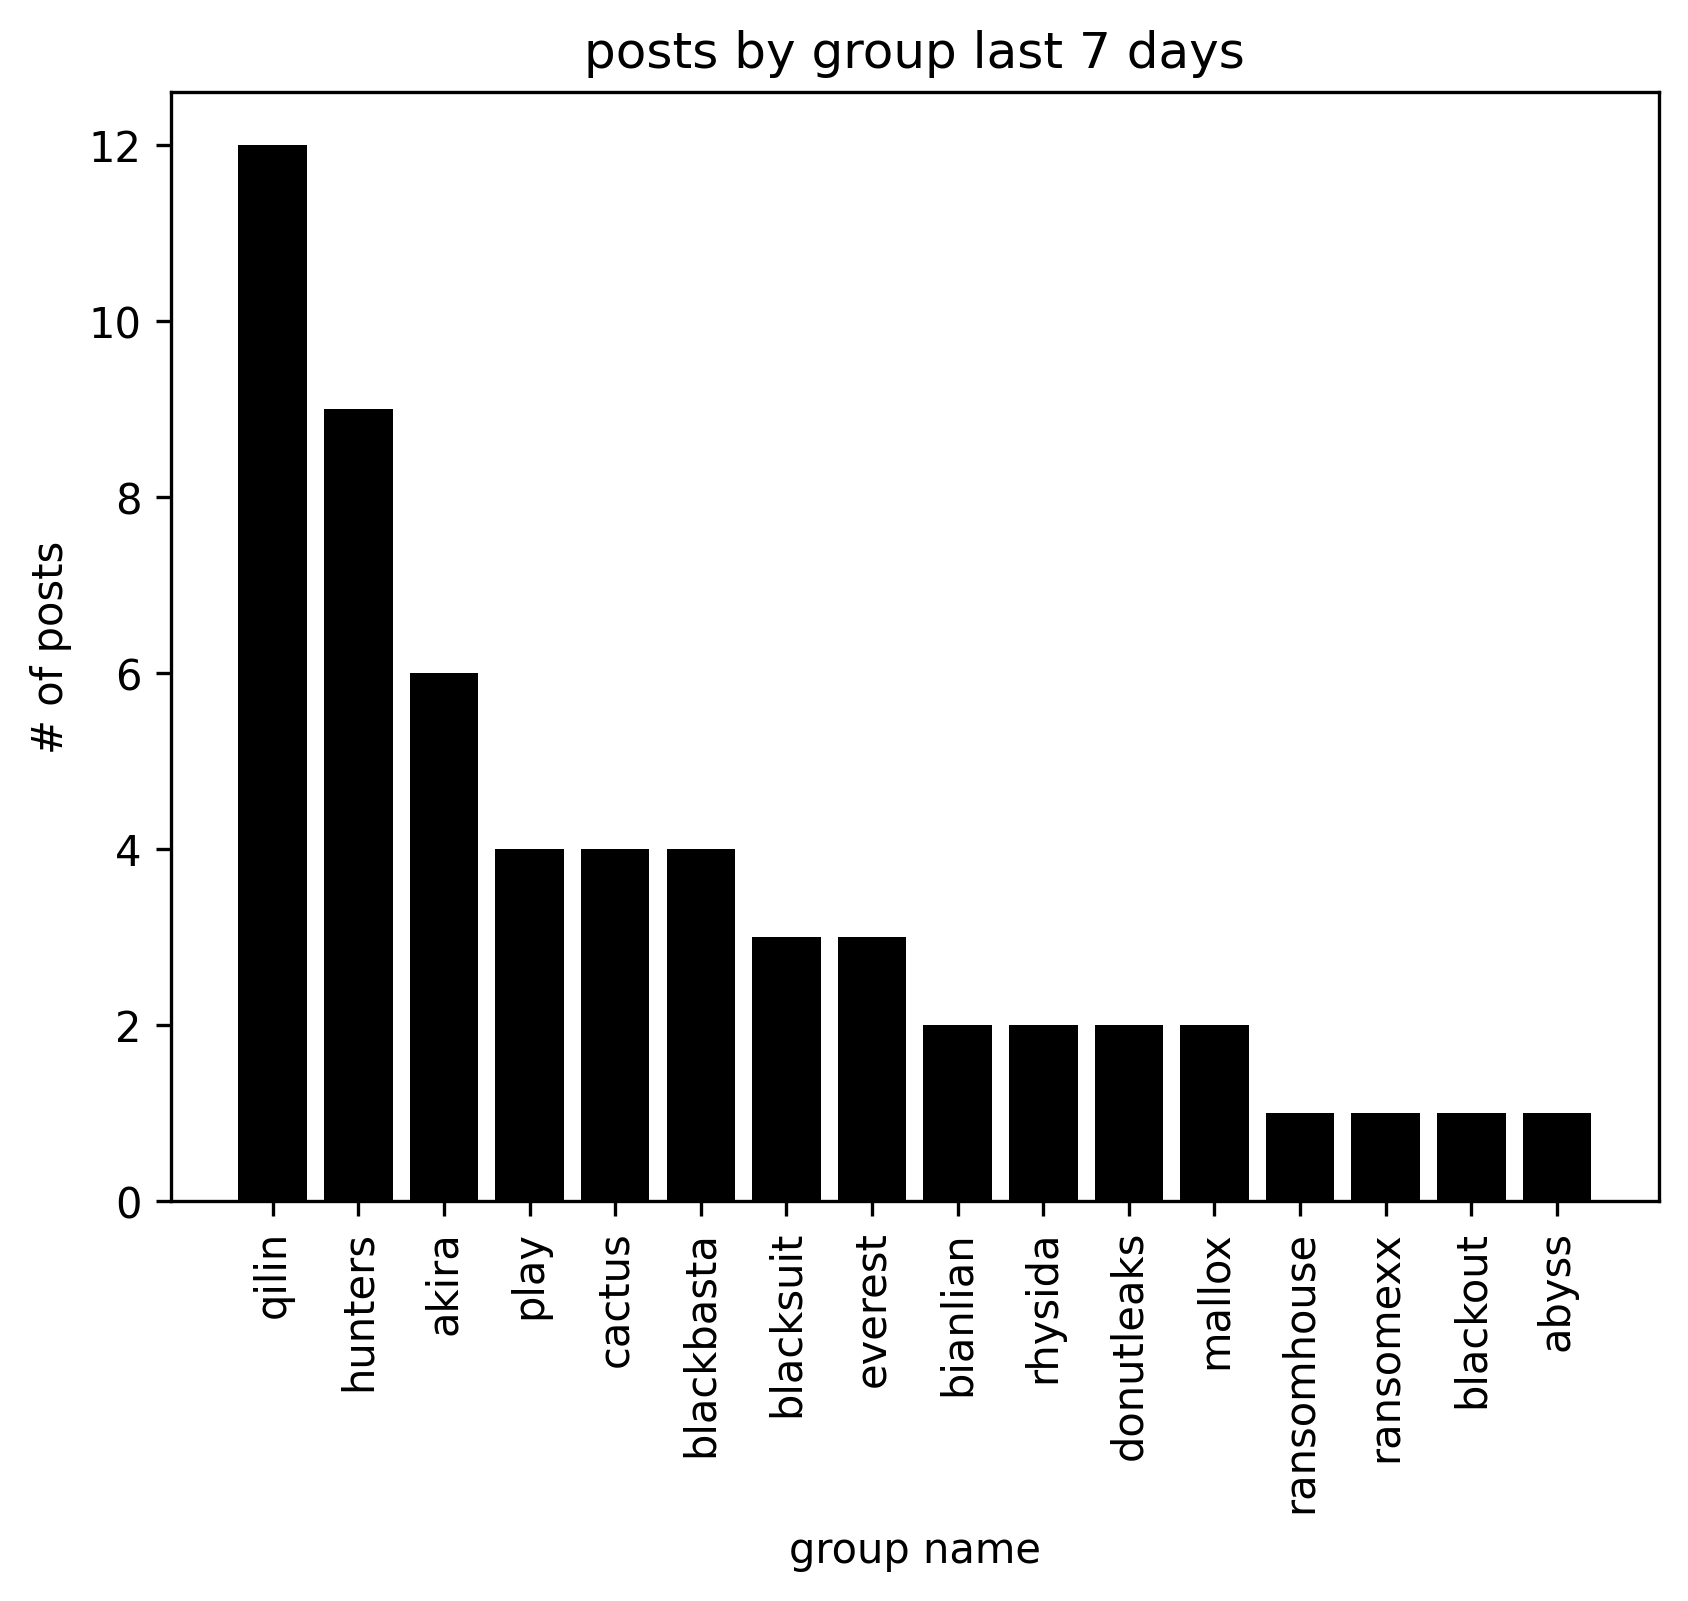 posts by group last 7 days
12
10
8
6
4
2
0
# of posts
qilin
hunters
akira
play
cactus
blackbasta
blacksuit
everest
bianlian
rhysida
donutleaks
mallox
ransomhouse
ransomexx
blackout
abyss
group name